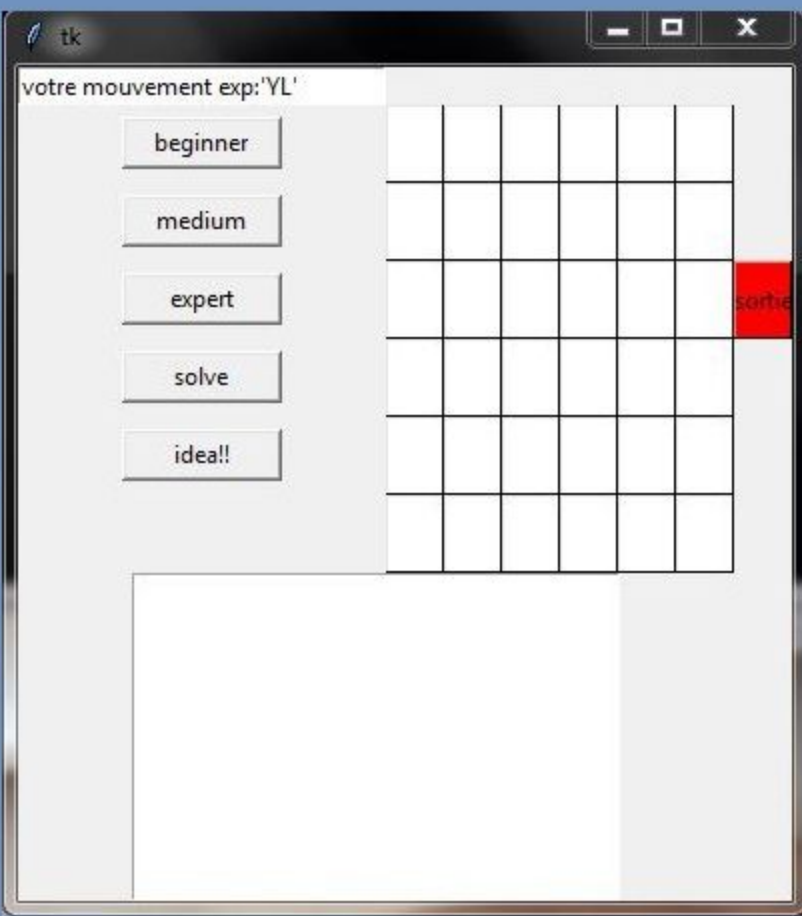 tk
votre mouvement exp:'YL'
beginner
medium
expert
sortie
solve
idea!!